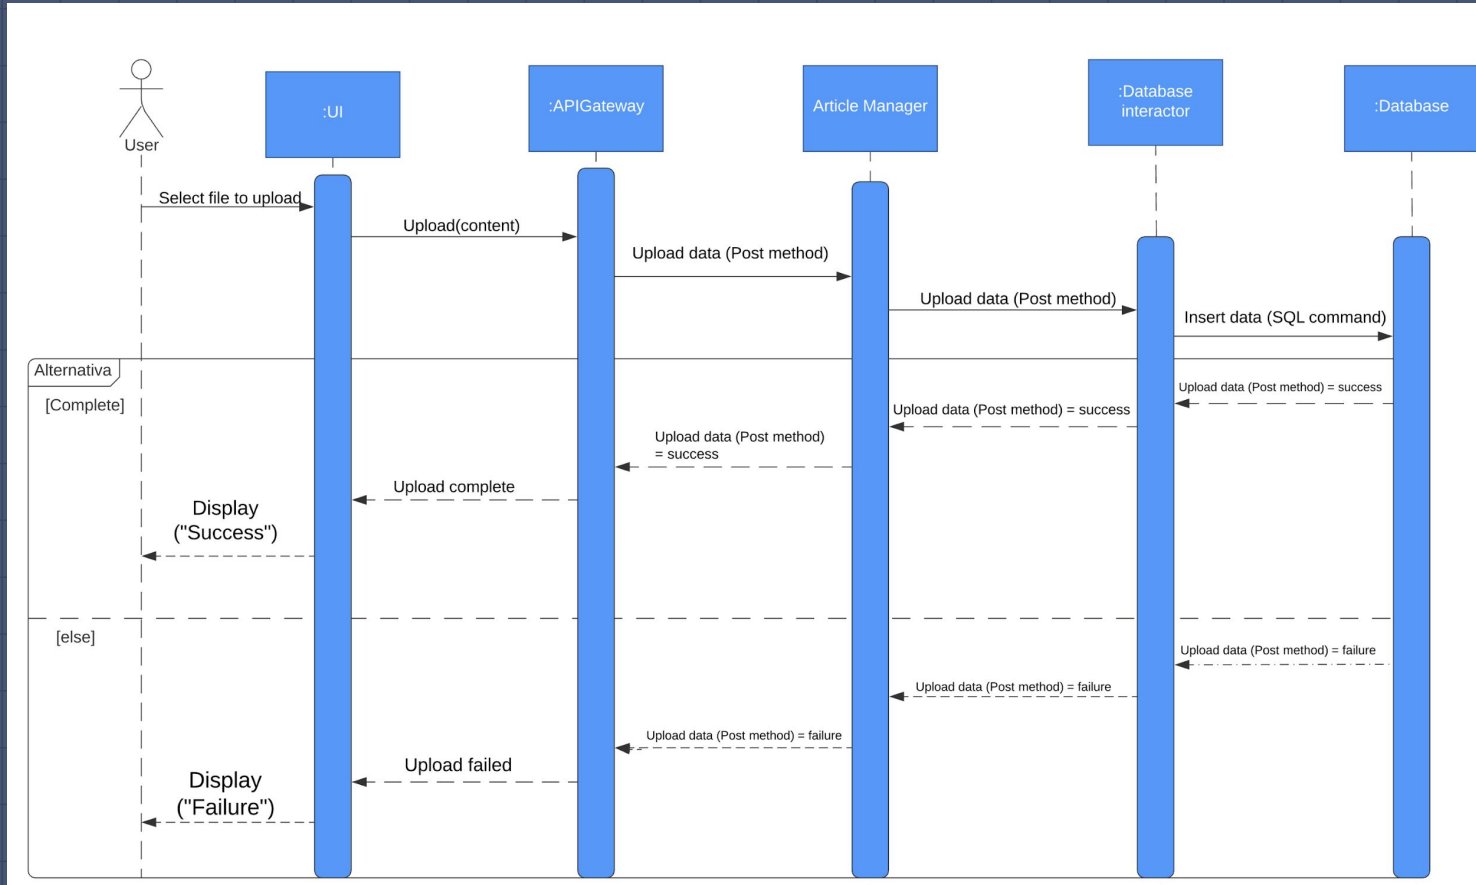 User
:UI
:APIGateway
Article Manager
:Database
interactor
:Database
Select file to upload
Upload(content)
Upload data (Post method)
Upload data (Post method)
Insert data (SQL command)
Alternativa
[Complete]
Upload data (Post method) = success
Upload data (Post method) = success
Upload data (Post method)
= success
Upload complete
Display
("Success")
[else]
Upload data (Post method) = failure
Upload data (Post method) = failure
Upload data (Post method) = failure
Upload failed
Display
("Failure")